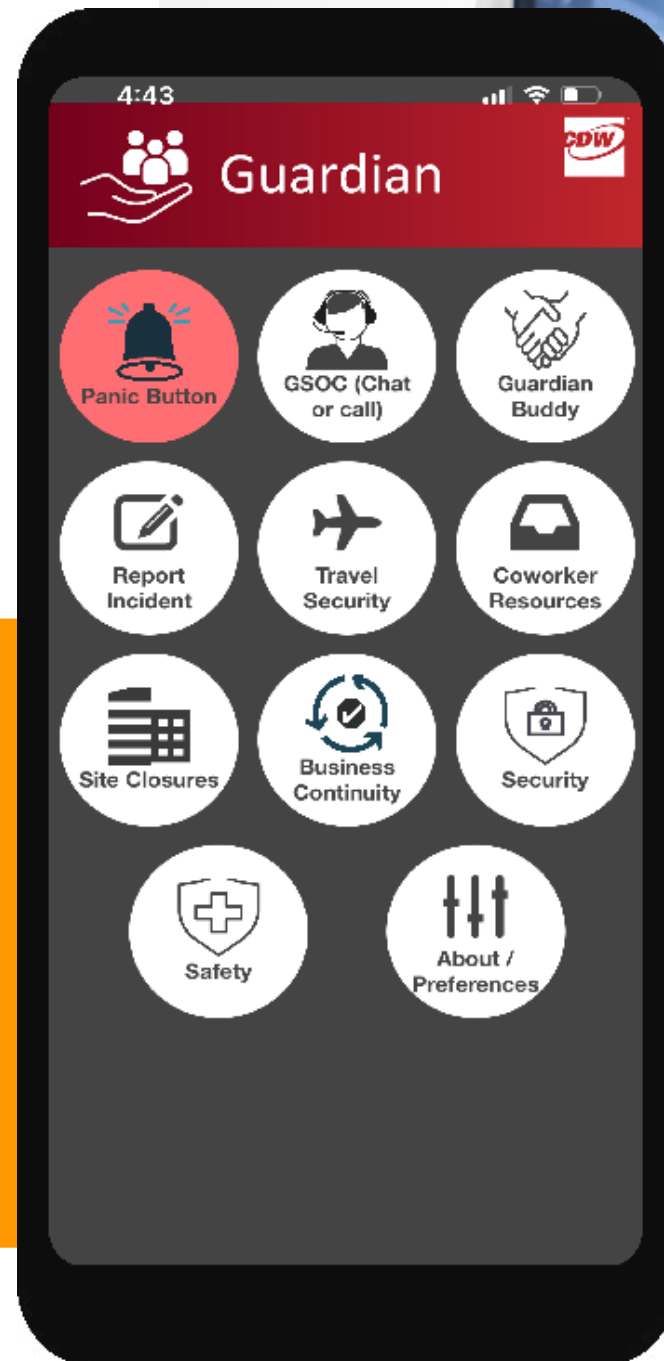 4:43
Guardian
CDW
Panic Button
GSOC (Chat
or call)
Guardian
Buddy
Report
Incident
Travel
Security
Coworker
Resources
Site Closures
Business
Continuity
Security
Safety
About /
Preferences